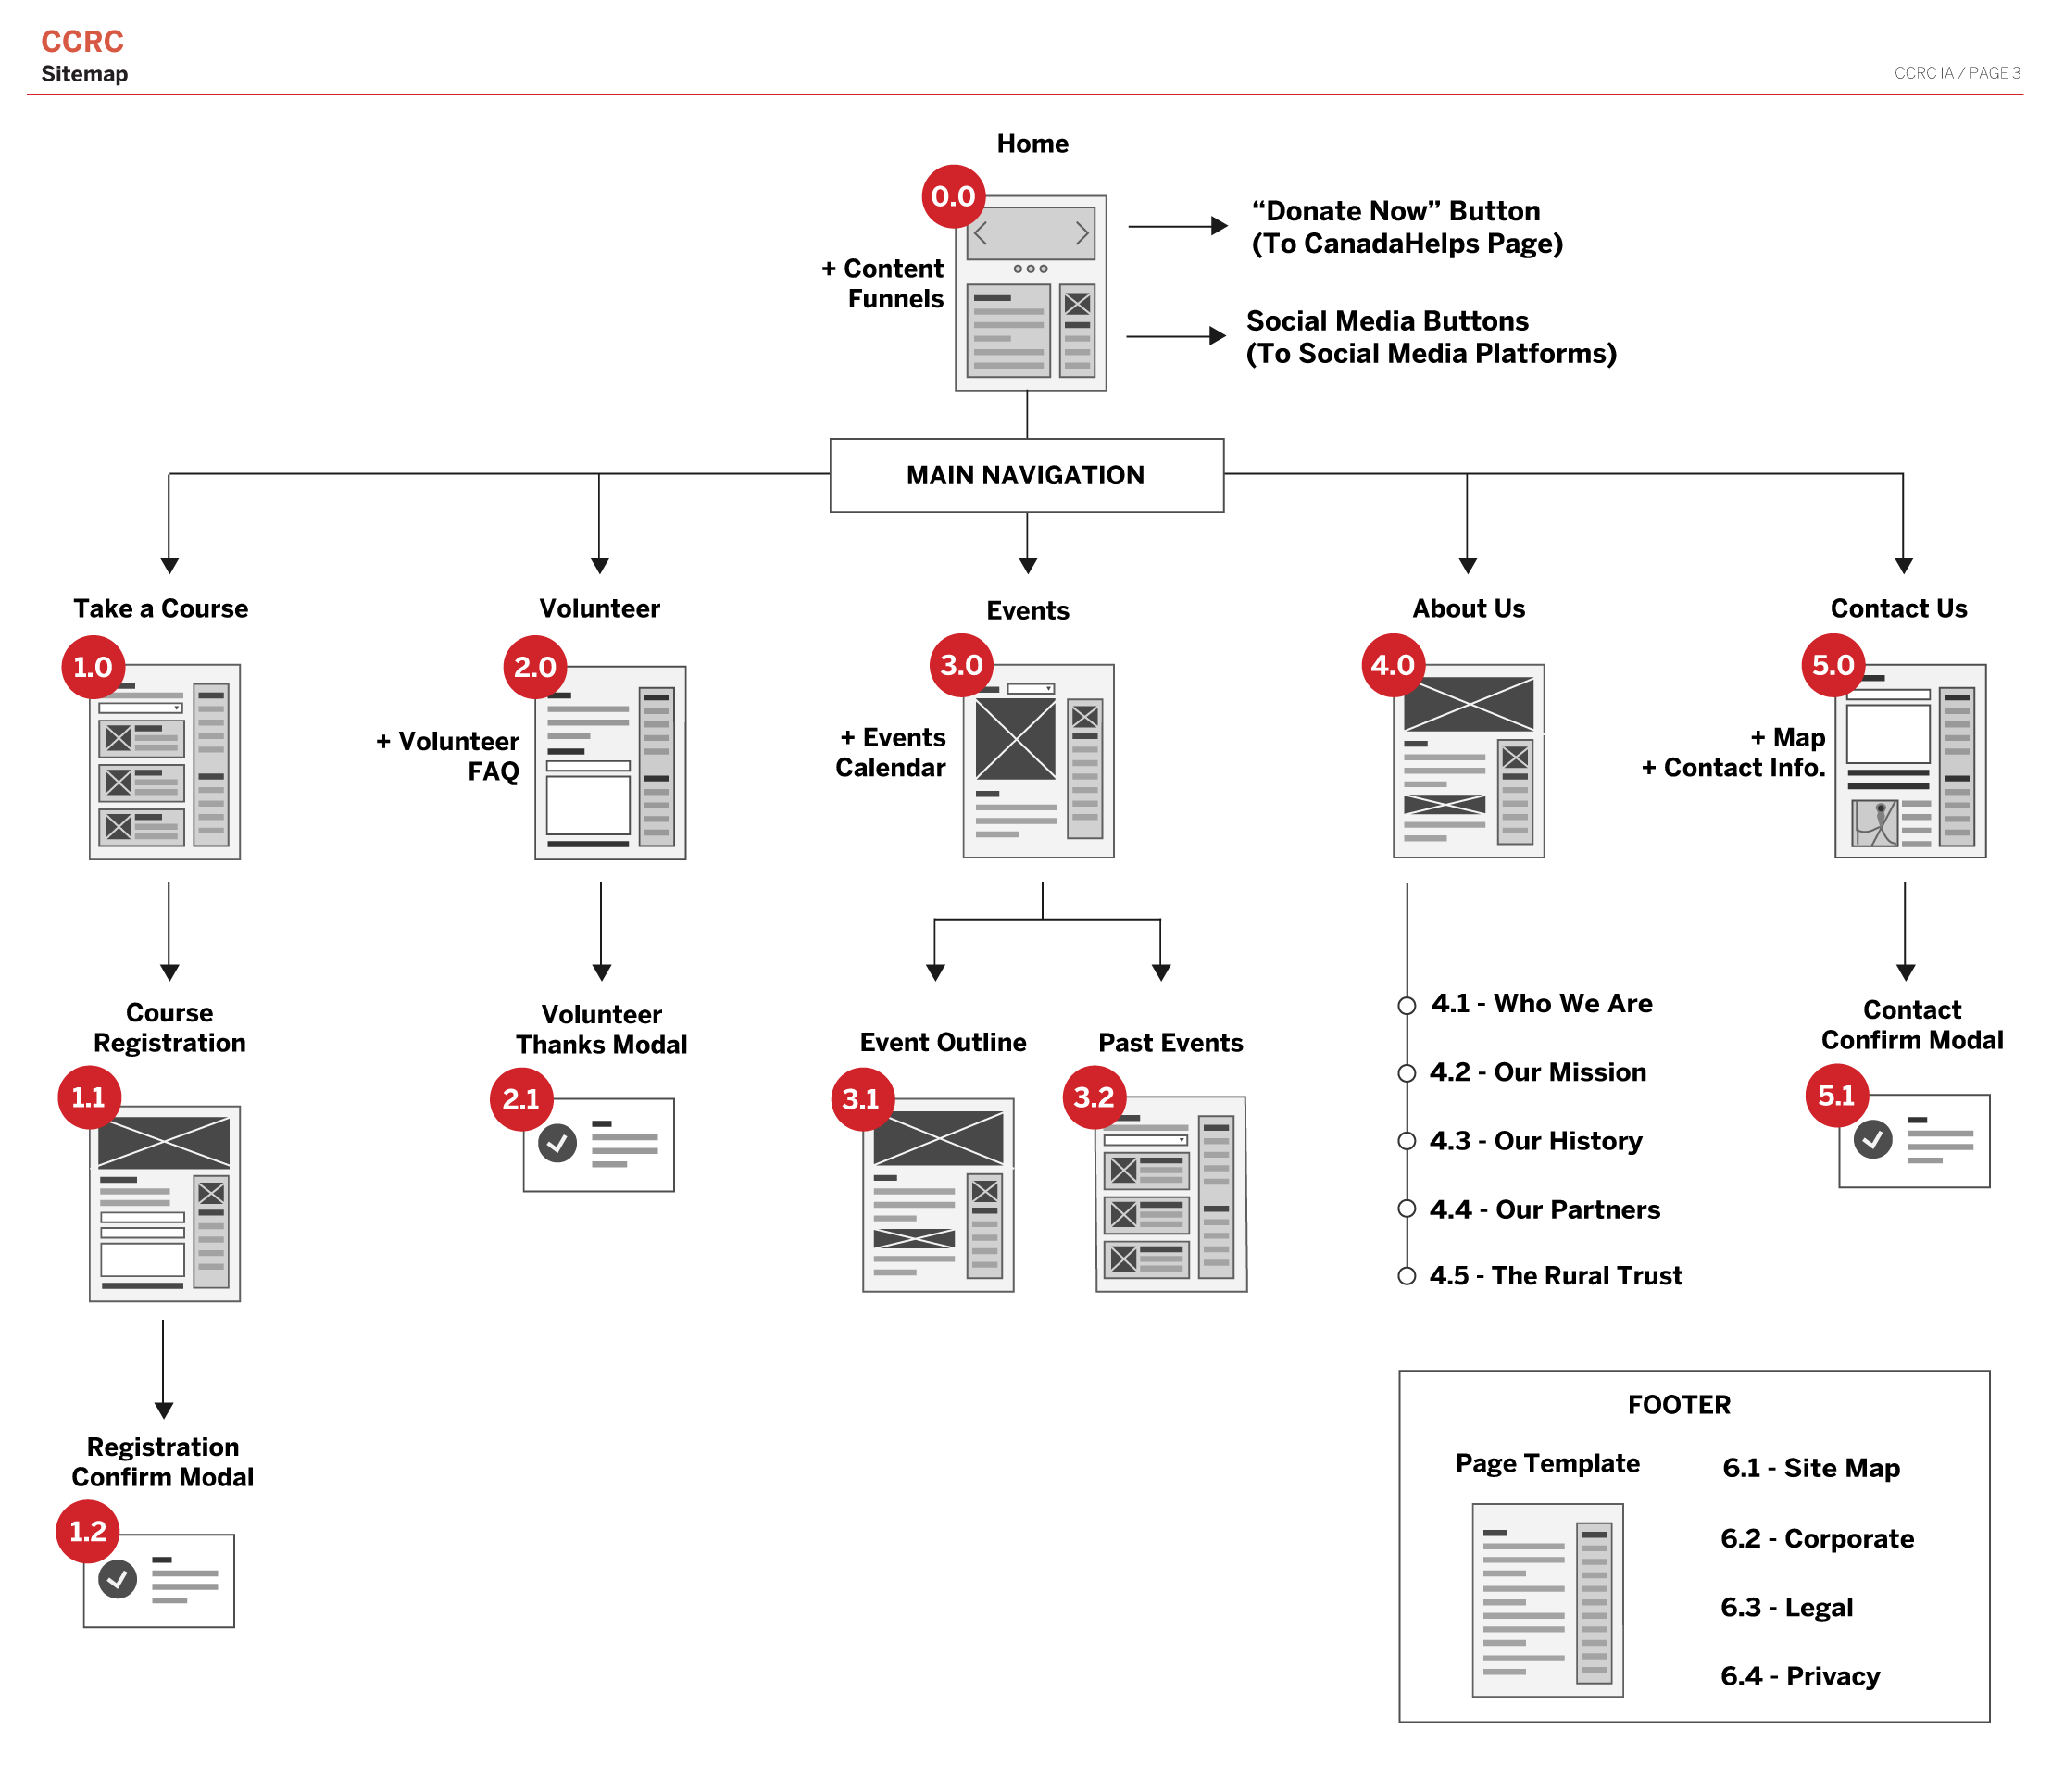 CCRC
Sitemap
CCRC IA / PAGE 3
Home
0.0
+ Content
Funnels
“Donate Now” Button
(To CanadaHelps Page)
Social Media Buttons
(To Social Media Platforms)
MAIN NAVIGATION
Take a Course
1.0
Volunteer
2.0
+ Volunteer
FAQ
Events
3.0
+ Events
Calendar
About Us
4.0
Contact Us
5.0
+ Map
+ Contact Info.
Course
Registration
1.1
Volunteer
Thanks Modal
2.1
Event Outline
3.1
Past Events
3.2
4.1 - Who We Are
4.2 - Our Mission
4.3 - Our History
4.4 - Our Partners
4.5 - The Rural Trust
Contact
Confirm Modal
5.1
Registration
Confirm Modal
1.2
FOOTER
Page Template
6.1 - Site Map
6.2 - Corporate
6.3 - Legal
6.4 - Privacy